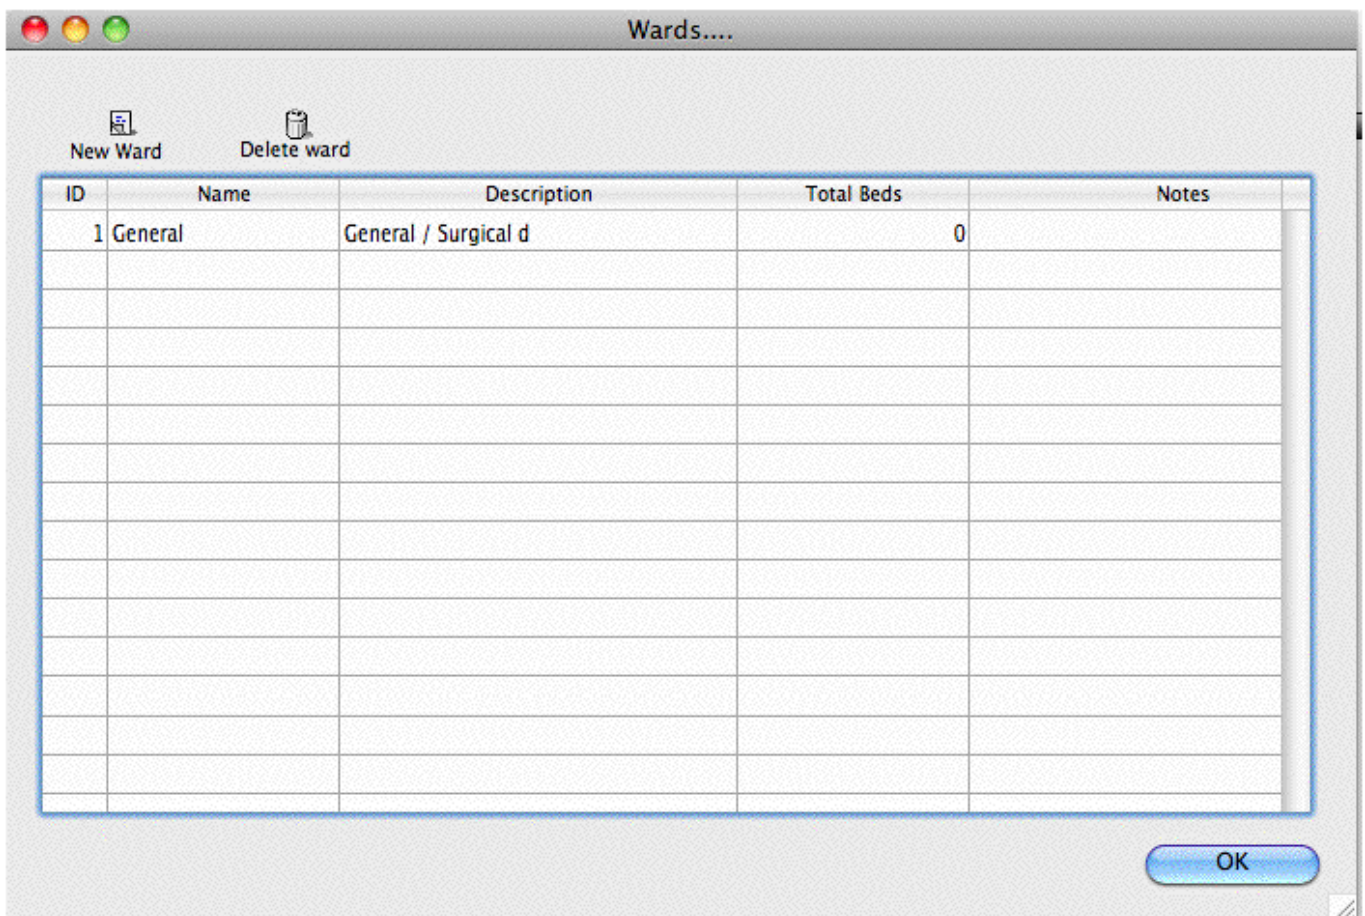 Wards....
New Ward Delete ward
ID Name Description Total Beds Notes
1 General General / Surgical d 0
OK